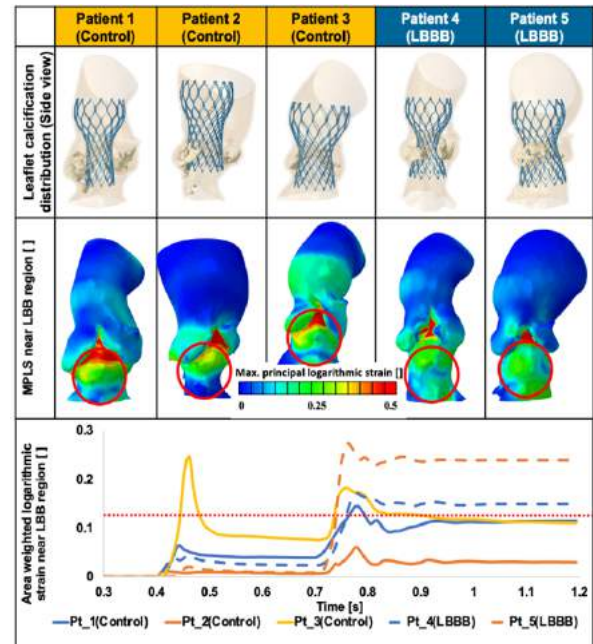 Patient 1
(Control)
Patient 2
(Control)
Patient 3
(Control)
Patient 4
(LBBB)
Patient 5
(LBBB)
Leaflet calcification
distribution (Side view)
MPLS near LBB region [ ]
Max. principal logarithmic strain []
0
0.25
0.5
Area weighted logarithmic
strain near LBB region [ ]
0.3
0.2
0.1
0
0.3
0.4
0.5
0.6
0.7
0.8
0.9
1
1.1
1.2
Time [s]
Pt_1(Control)
Pt_2(Control)
Pt_3(Control)
Pt_4(LBBB)
Pt_5(LBBB)